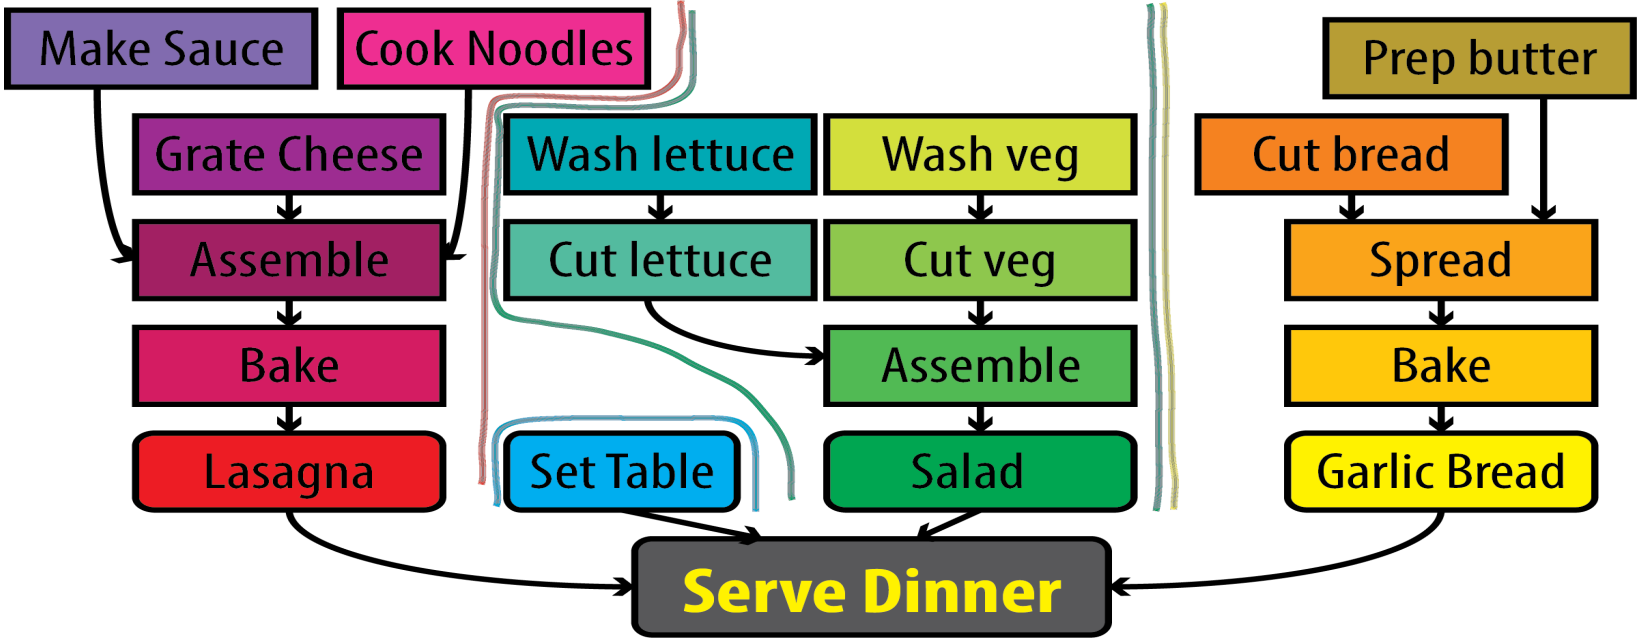 Make Sauce
Cook Noodles
Prep butter
Grate Cheese
Wash lettuce
Wash veg
Cut bread
Assemble
Cut lettuce
Cut veg
Spread
Bake
Assemble
Bake
Lasagna
Set Table
Salad
Garlic Bread
Serve Dinner